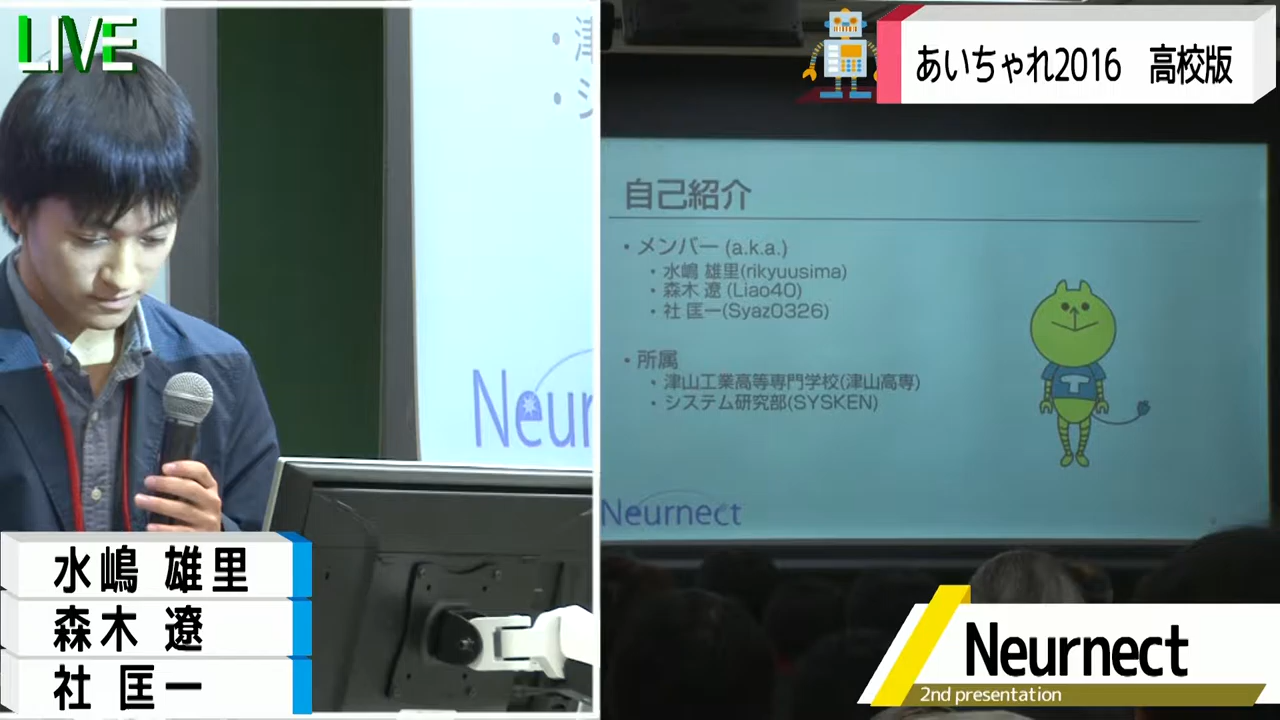 LIVE
あいちゃれ2016 高校版
自己紹介
・メンバー (a.k.a.)
・水嶋 雄里(rikyuusima)
・森木 遼 (Liao40)
・社 匡一(Syaz0326)
・所属
・津山工業高等専門学校(津山高専)
・システム研究部(SYSKEN)
T
Neurnect
Neur
水嶋 雄里
森木 遼
社 匡一
Neurnect
2nd presentation